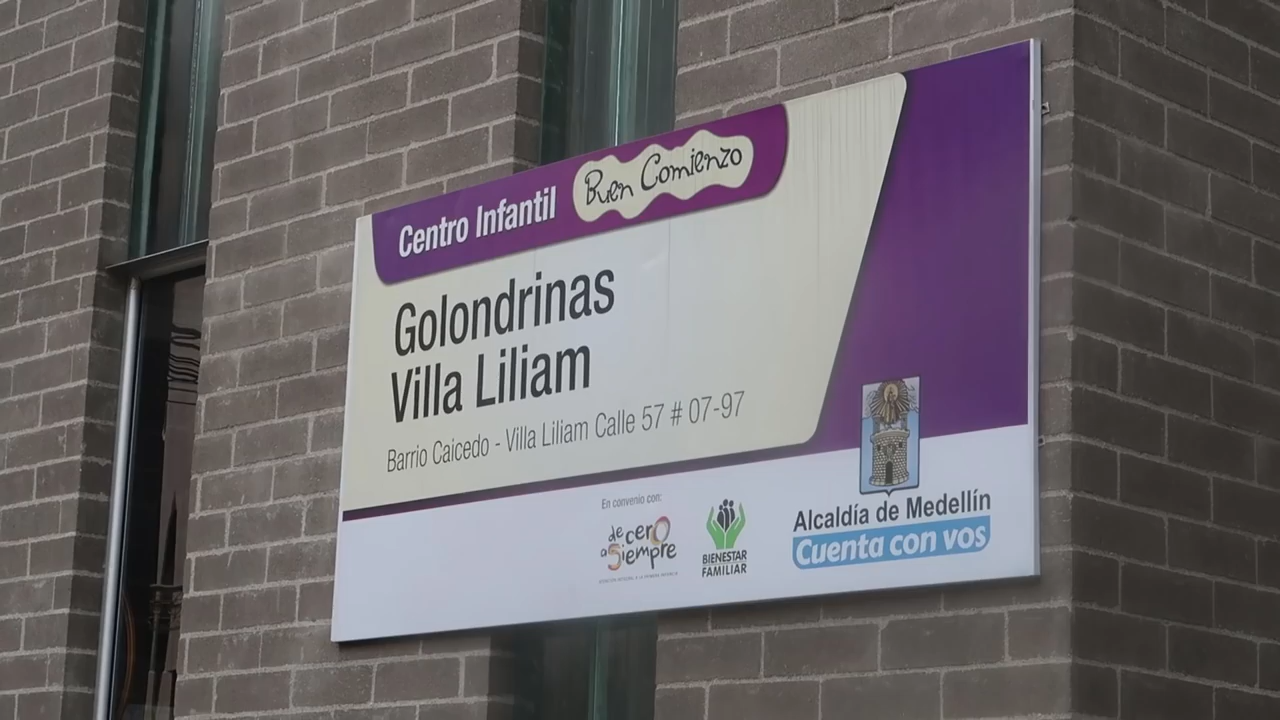 Centro Infantil Buen Comienzo
Golondrinas
Villa Liliam
Barrio Caicedo - Villa Liliam Calle 57 # 07-97
En convenio con:
de cero
a Siempre
ATENCIÓN INTEGRAL A LA PRIMERA INFANCIA
BIENESTAR
FAMILIAR
Alcaldía de Medellín
Cuenta con vos